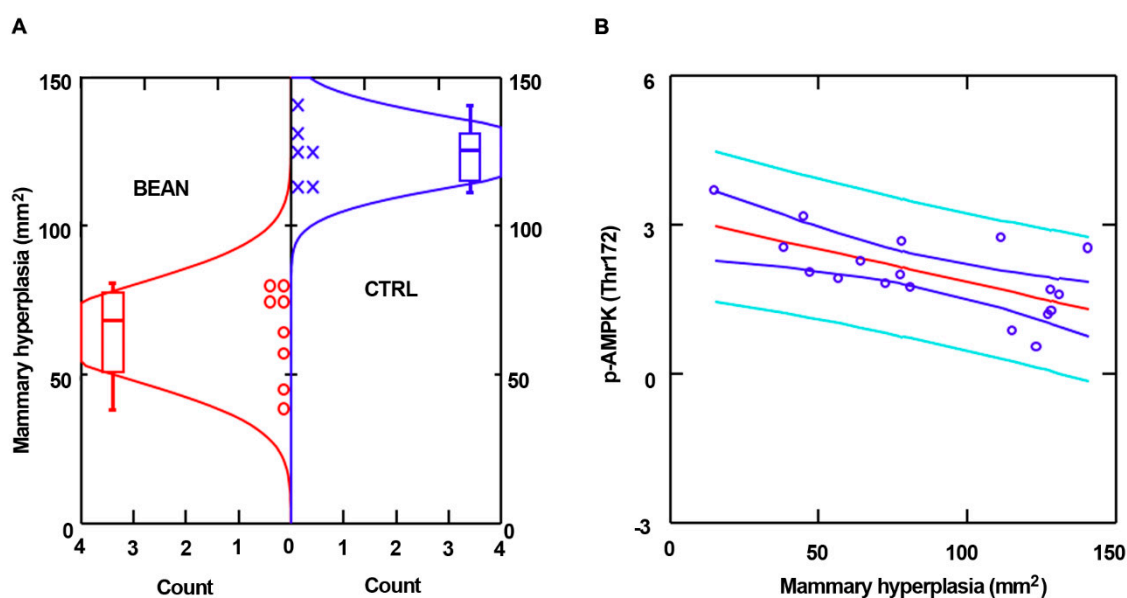 A
Mammary hyperplasia (mm2)
150
100
50
0
BEAN
CTRL
150
100
50
0
4 3 2 1 0 1 2 3 4
Count
Count
B
p-AMPK (Thr172)
6
3
0
-3
0 50 100 150
Mammary hyperplasia (mm2)